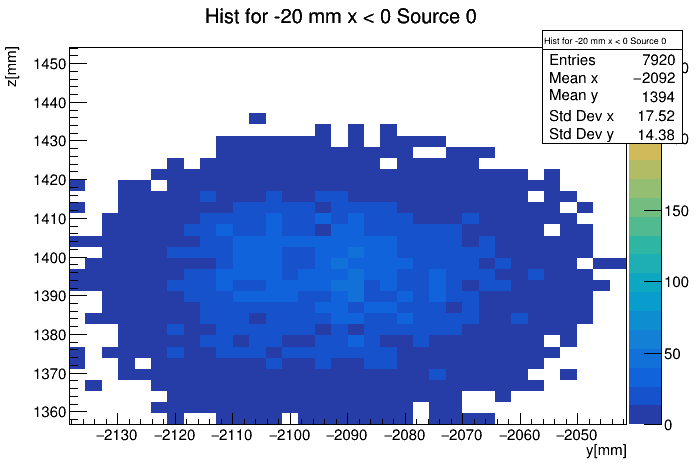 Hist for -20 mm x < 0 Source 0
Hist for -20 mm x < 0 Source 0
Entries 7920
Mean x −2092
Mean y 1394
Std Dev x 17.52
Std Dev y 14.38
z[mm]
1450
1440
1430
1420
1410
1400
1390
1380
1370
1360
−2130 −2120 −2110 −2100 −2090 −2080 −2070 −2060 −2050
y[mm]
150
100
50
0